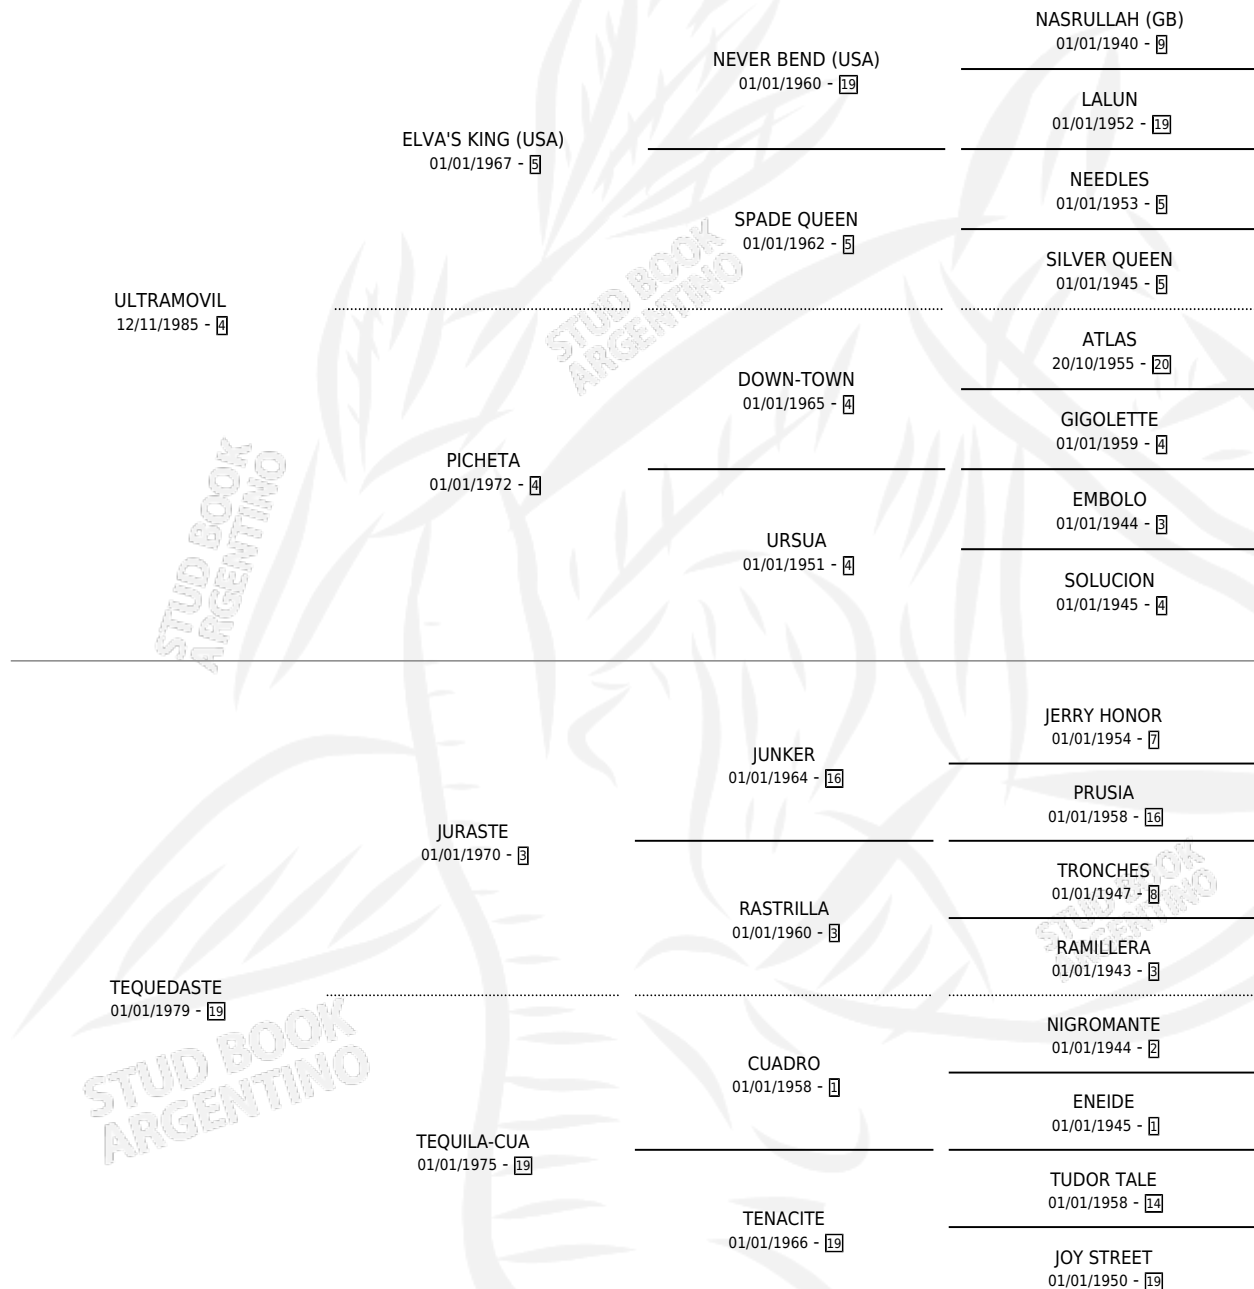 NASRULLAH (GB)
01/01/1940 - 9
NEVER BEND (USA)
01/01/1960 - 19
LALUN
01/01/1952 - 19
ELVA'S KING (USA)
01/01/1967 - 5
NEEDLES
01/01/1953 - 5
SPADE QUEEN
01/01/1962 - 5
SILVER QUEEN
01/01/1945 - 5
ULTRAMOVIL
12/11/1985 - 4
ATLAS
20/10/1955 - 20
DOWN-TOWN
01/01/1965 - 4
GIGOLETTE
01/01/1959 - 4
PICHETA
01/01/1972 - 4
EMBOLO
01/01/1944 - 3
URSUA
01/01/1951 - 4
SOLUCION
01/01/1945 - 4
JERRY HONOR
01/01/1954 - 7
JUNKER
01/01/1964 - 16
PRUSIA
01/01/1958 - 16
JURASTE
01/01/1970 - 3
TRONCHES
01/01/1947 - 8
RASTRILLA
01/01/1960 - 3
RAMILLERA
01/01/1943 - 3
TEQUEDASTE
01/01/1979 - 19
NIGROMANTE
01/01/1944 - 2
CUADRO
01/01/1958 - 1
ENEIDE
01/01/1945 - 1
TEQUILA-CUA
01/01/1975 - 19
TUDOR TALE
01/01/1958 - 14
TENACITE
01/01/1966 - 19
JOY STREET
01/01/1950 - 19
STUD BOOK
ARGENTINO
STUD BOOK
ARGENTINO
STUD BOOK
ARGENTINO
STUD BOOK
ARGENTINO